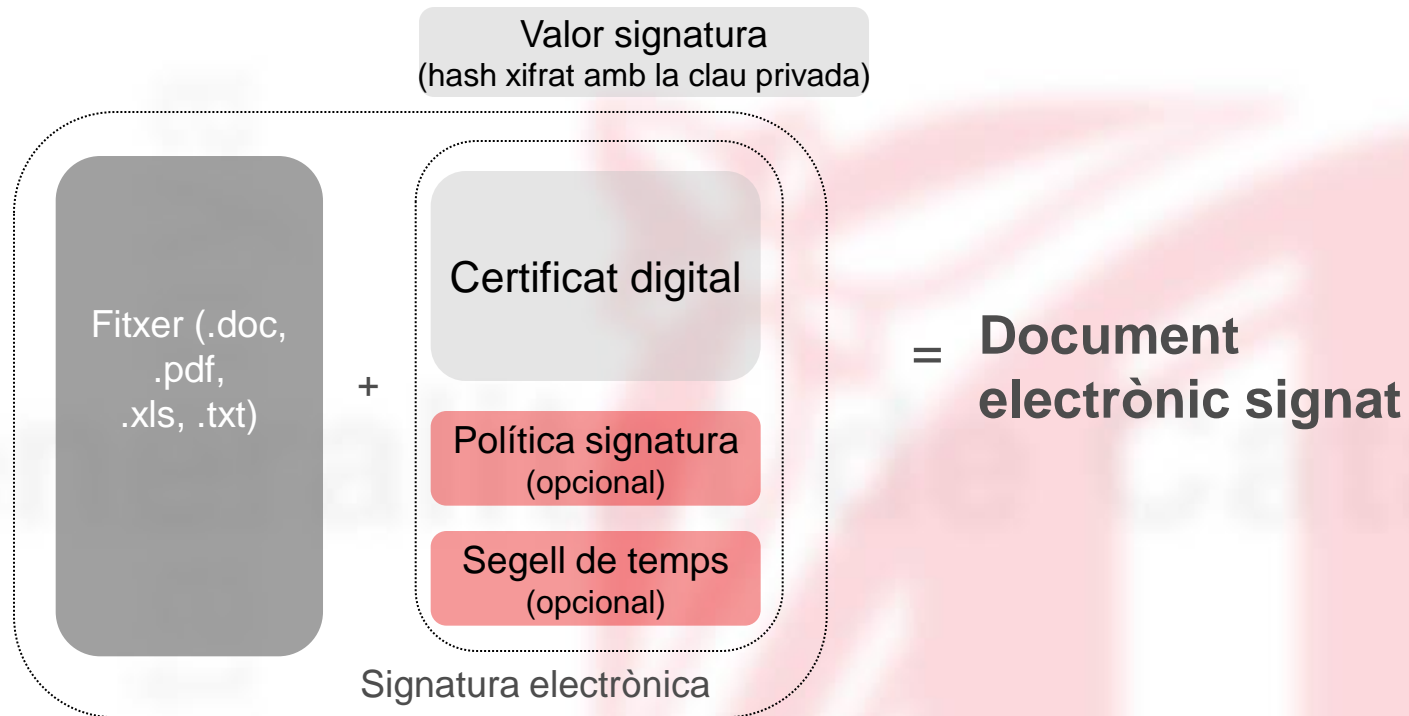 Valor signatura
(hash xifrat amb la clau privada)
Fitxer (.doc,
.pdf,
.xls, .txt)
+
Certificat digital
Política signatura
(opcional)
Segell de temps
(opcional)
Signatura electrònica
=
Document
electrònic signat